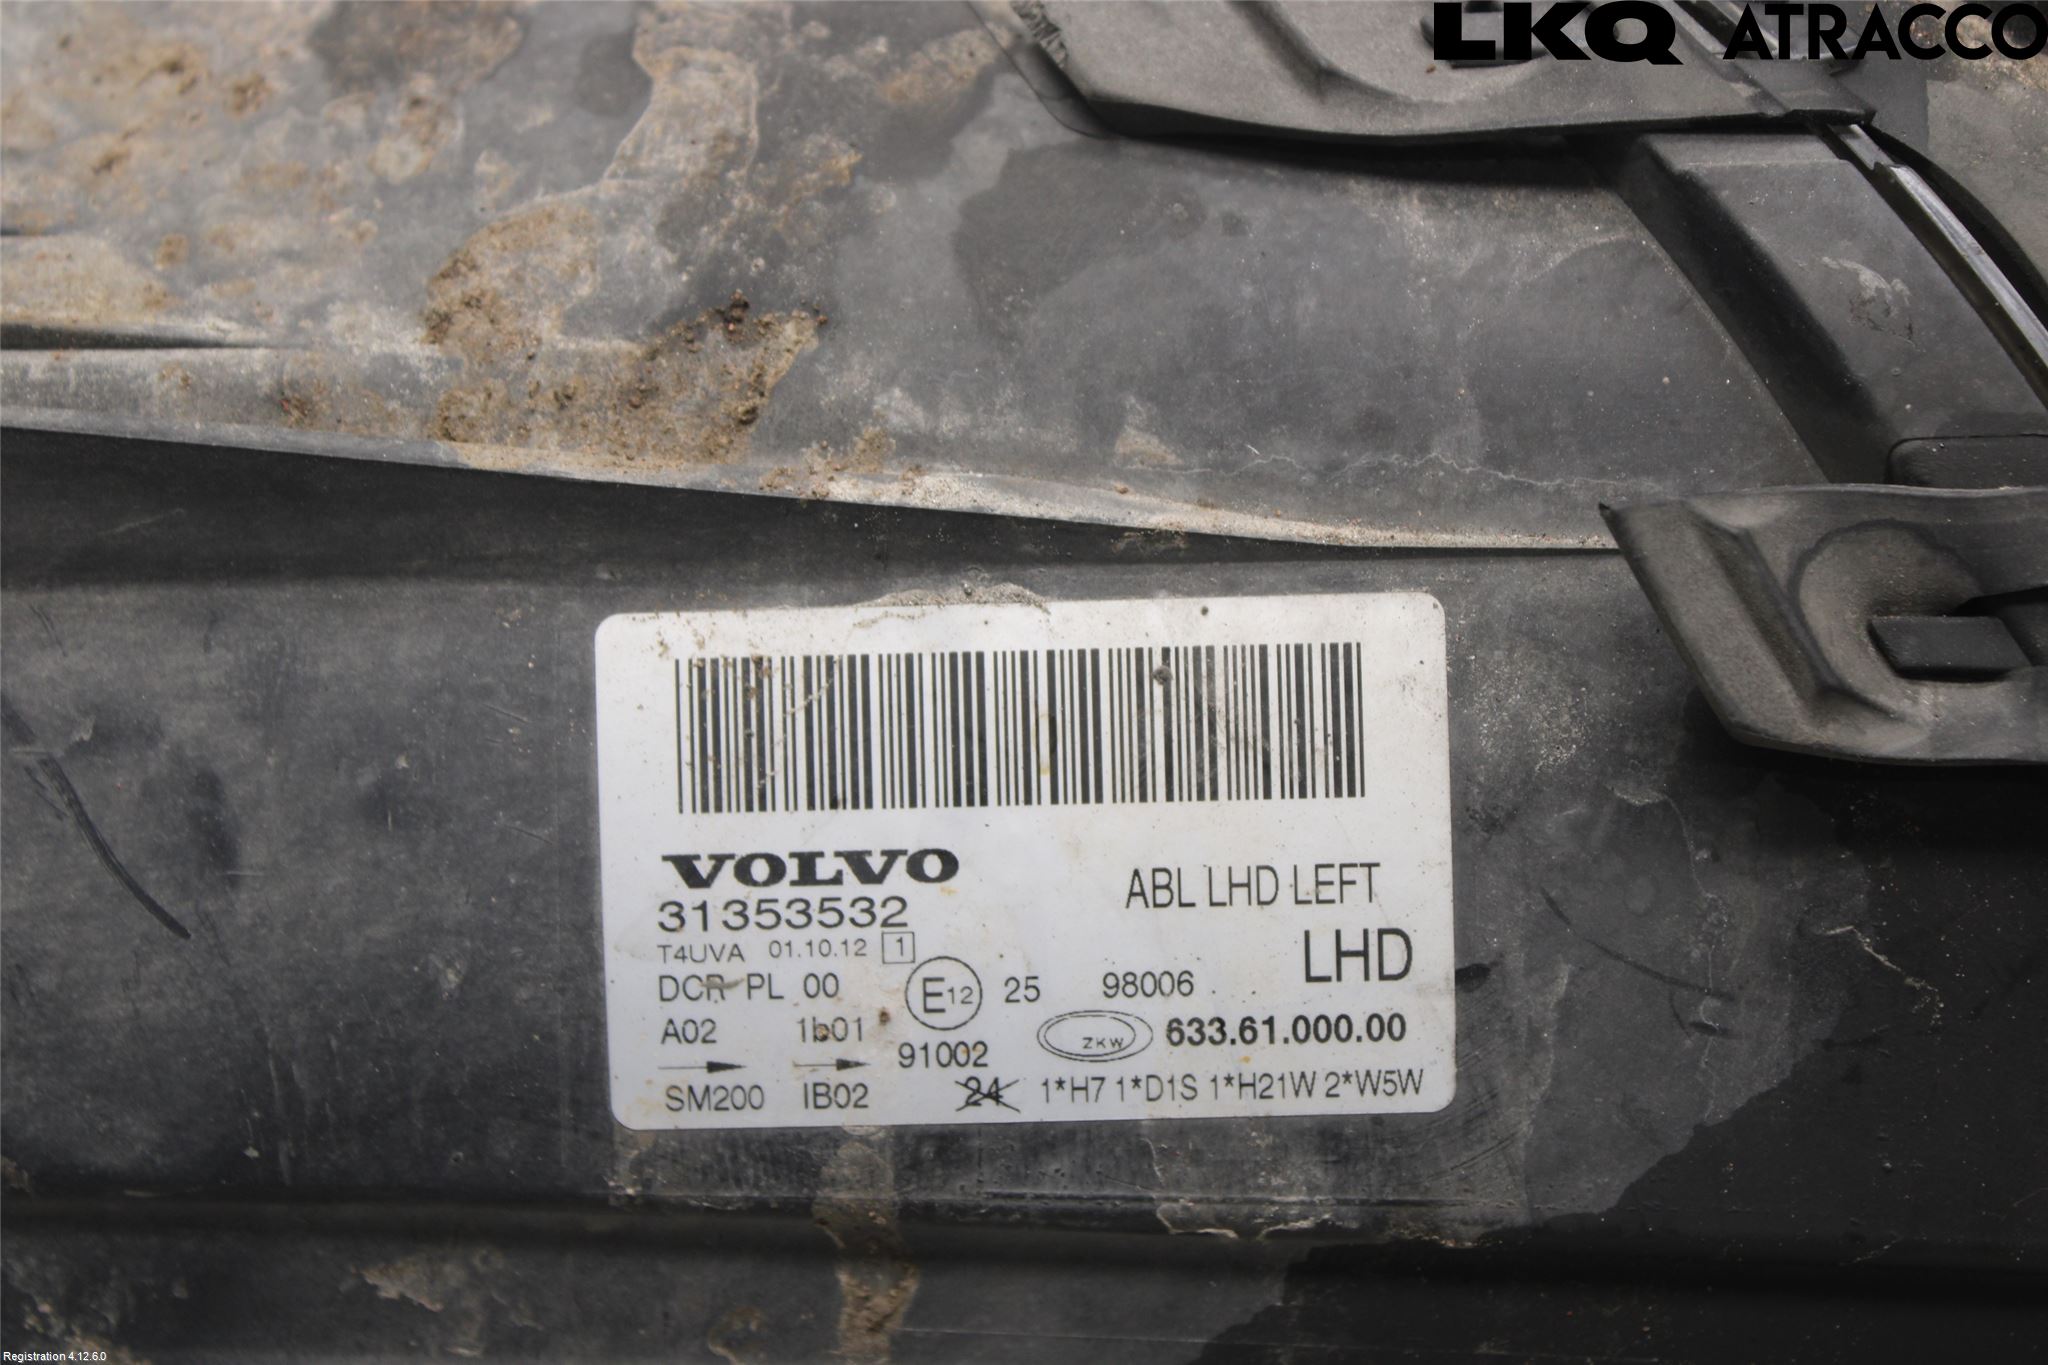 LKQ ATRACCO
VOLVO
31353532
ABL LHD LEFT
T4UVA 01.10.12 1
LHD
DCR PL 00
E12 25 98006
A02 1b01
ZKW 633.61.000.00
91002
SM200 IB02
24 1*H7 1*D1S 1*H21W 2*W5W
Registration 4.12.6.0